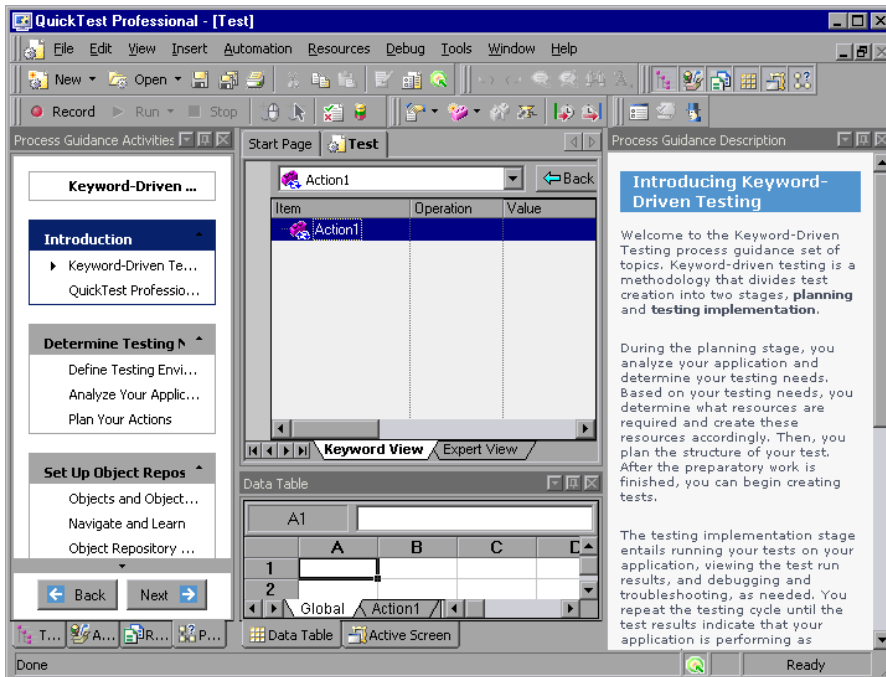 QuickTest Professional - [Test]
File Edit View Insert Automation Resources Debug Tools Window Help
New Open
Record Run Stop
Process Guidance Activities
Keyword-Driven ...
Introduction
Keyword-Driven Te...
QuickTest Professio...
Determine Testing N
Define Testing Envi...
Analyze Your Applic...
Plan Your Actions
Set Up Object Repos
Objects and Object...
Navigate and Learn
Object Repository ...
Back Next
T... A... R... P...
Start Page Test
Action1 Back
Item Operation Value
Action1
Keyword View Expert View
Data Table
A1
A B C D
1
2
Global Action1
Data Table Active Screen
Process Guidance Description
Introducing Keyword-
Driven Testing
Welcome to the Keyword-Driven
Testing process guidance set of
topics. Keyword-driven testing is a
methodology that divides test
creation into two stages, planning
and testing implementation.
During the planning stage, you
analyze your application and
determine your testing needs.
Based on your testing needs, you
determine what resources are
required and create these
resources accordingly. Then, you
plan the structure of your test.
After the preparatory work is
finished, you can begin creating
tests.
The testing implementation stage
entails running your tests on your
application, viewing the test run
results, and debugging and
troubleshooting, as needed. You
repeat the testing cycle until the
test results indicate that your
application is performing as
Done Ready